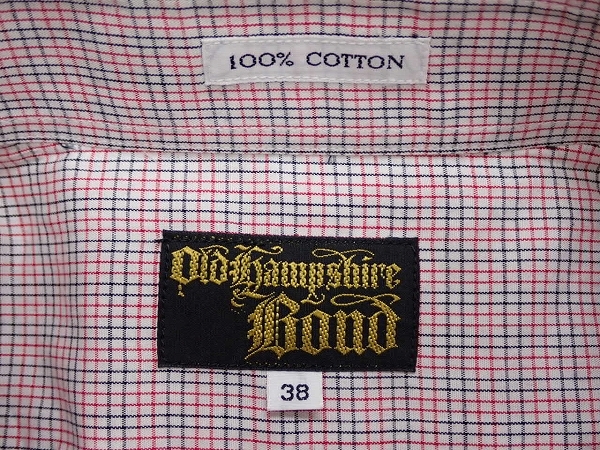 100% COTTON
Old Hampshire
Bond
38